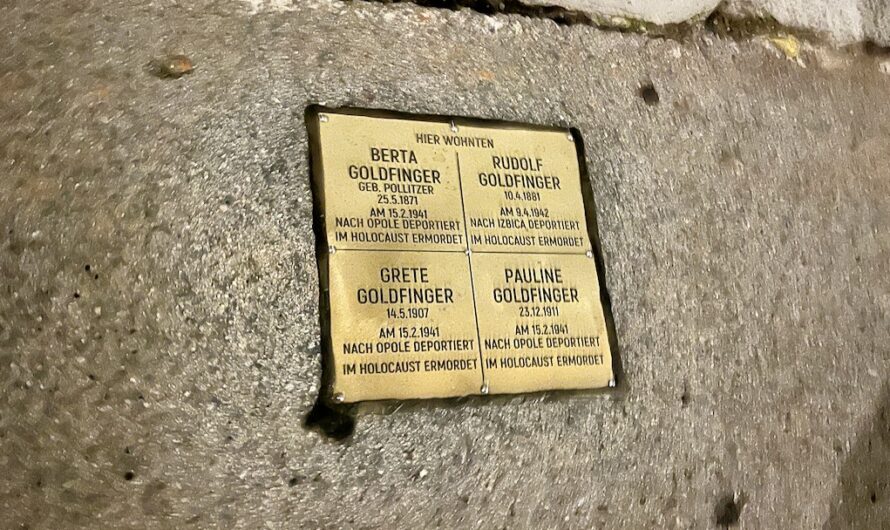 HIER WOHNTEN
BERTA
GOLDFINGER
GEB. POLLITZER
25.5.1871
AM 15.2.1941
NACH OPOLE DEPORTIERT
IM HOLOCAUST ERMORDET
RUDOLF
GOLDFINGER
10.4.1881
AM 9.4.1942
NACH IZBICA DEPORTIERT
IM HOLOCAUST ERMORDET
GRETE
GOLDFINGER
14.5.1907
AM 15.2.1941
NACH OPOLE DEPORTIERT
IM HOLOCAUST ERMORDET
PAULINE
GOLDFINGER
23.12.1911
AM 15.2.1941
NACH OPOLE DEPORTIERT
IM HOLOCAUST ERMORDET